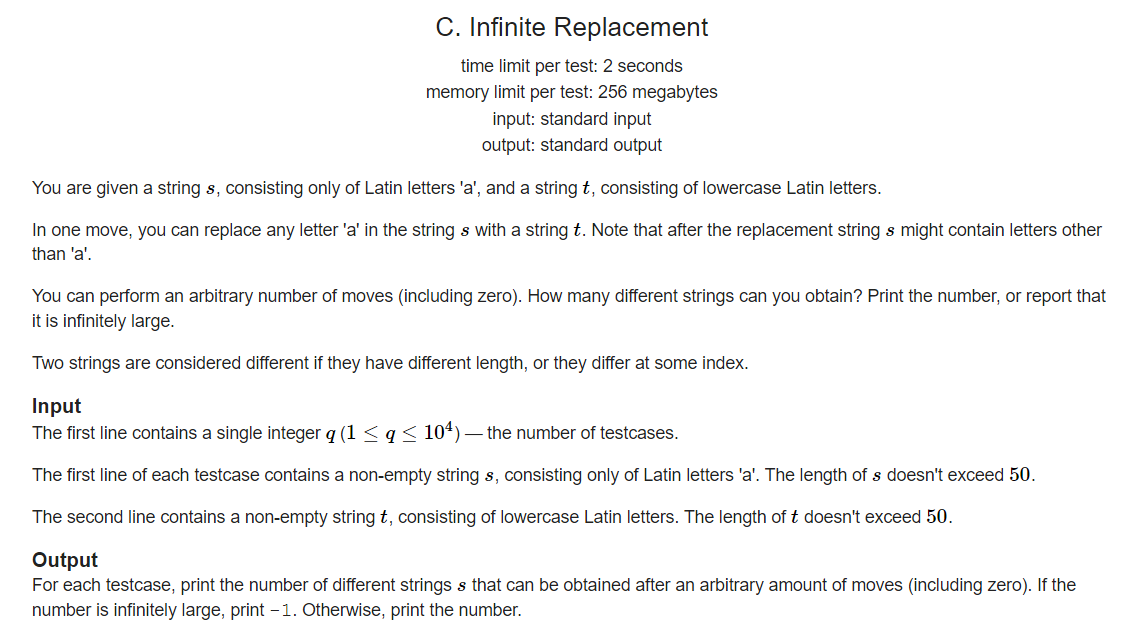 C. Infinite Replacement
time limit per test: 2 seconds
memory limit per test: 256 megabytes
input: standard input
output: standard output
You are given a string s, consisting only of Latin letters 'a', and a string t, consisting of lowercase Latin letters.
In one move, you can replace any letter 'a' in the string s with a string t. Note that after the replacement string s might contain letters other
than 'a'.
You can perform an arbitrary number of moves (including zero). How many different strings can you obtain? Print the number, or report that
it is infinitely large.
Two strings are considered different if they have different length, or they differ at some index.
Input
The first line contains a single integer q (1 ≤ q ≤ 10⁴) — the number of testcases.
The first line of each testcase contains a non-empty string s, consisting only of Latin letters 'a'. The length of s doesn't exceed 50.
The second line contains a non-empty string t, consisting of lowercase Latin letters. The length of t doesn't exceed 50.
Output
For each testcase, print the number of different strings s that can be obtained after an arbitrary amount of moves (including zero). If the
number is infinitely large, print −1. Otherwise, print the number.